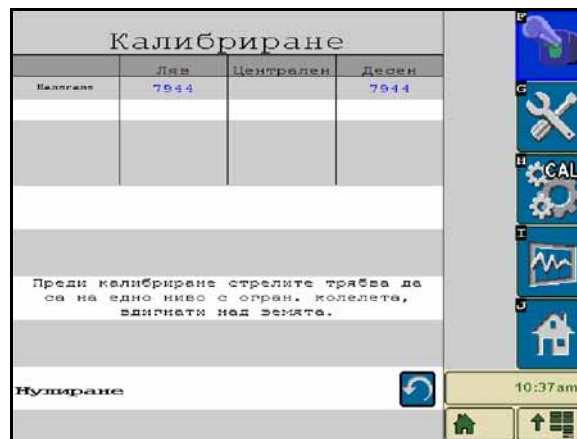 Калибриране
Ляв Централен Десен
Налягане 7944 7944
Преди калибриране стрелите трябва да
са на едно ниво с огран. колелета,
вдигнати над земята.
Нулиране
F
G
H
CAL
I
J
10:37am